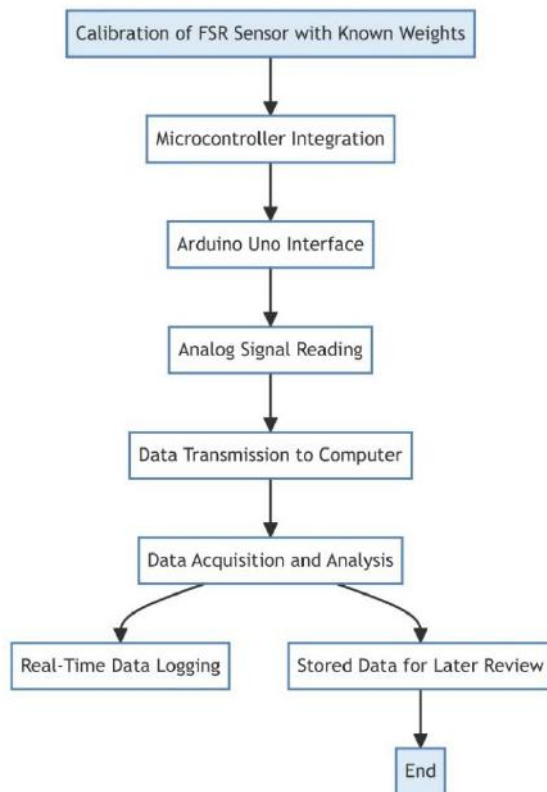 Calibration of FSR Sensor with Known Weights
Microcontroller Integration
Arduino Uno Interface
Analog Signal Reading
Data Transmission to Computer
Data Acquisition and Analysis
Real-Time Data Logging
Stored Data for Later Review
End